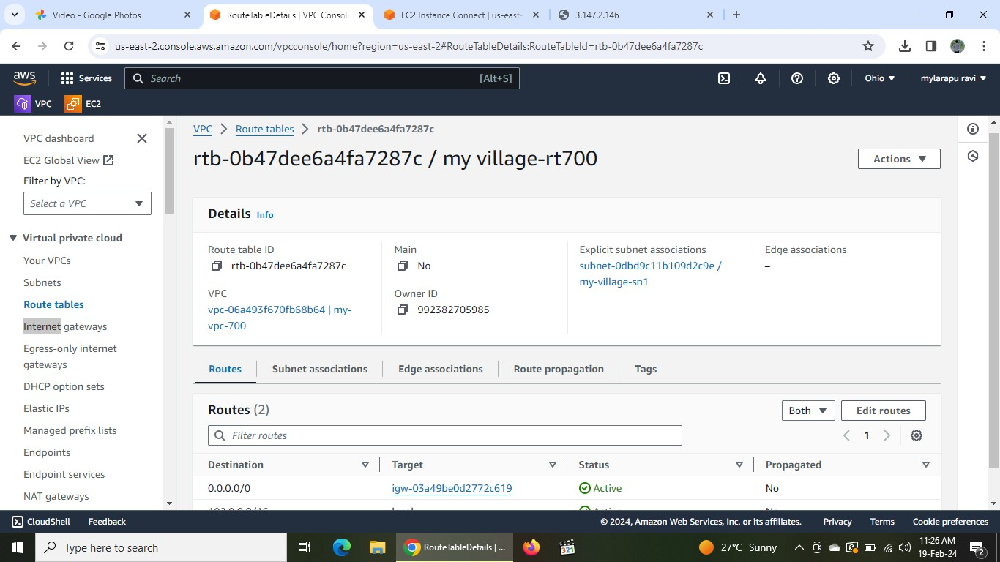 Video - Google Photos
RouteTableDetails | VPC Consol
EC2 Instance Connect | us-east-
3.147.2.146
us-east-2.console.aws.amazon.com/vpcconsole/home?region=us-east-2#RouteTableDetails:RouteTableId=rtb-0b47dee6a4fa7287c
aws
Services
Search
[Alt+S]
Ohio
mylarapu ravi
VPC
EC2
VPC dashboard
EC2 Global View
Filter by VPC:
Select a VPC
Virtual private cloud
Your VPCs
Subnets
Route tables
Internet gateways
Egress-only internet
gateways
DHCP option sets
Elastic IPs
Managed prefix lists
Endpoints
Endpoint services
NAT gateways
VPC
Route tables
rtb-0b47dee6a4fa7287c
rtb-0b47dee6a4fa7287c / my village-rt700
Actions
Details Info
Route table ID
rtb-0b47dee6a4fa7287c
Main
No
Explicit subnet associations
subnet-0dbd9c11b109d2c9e /
my-village-sn1
Edge associations
–
VPC
vpc-06a493f670fb68b64 | my-
vpc-700
Owner ID
992382705985
Routes
Subnet associations
Edge associations
Route propagation
Tags
Routes (2)
Both
Edit routes
Filter routes
1
Destination
Target
Status
Propagated
0.0.0.0/0
igw-03a49be0d2772c619
Active
No
CloudShell
Feedback
© 2024, Amazon Web Services, Inc. or its affiliates.
Privacy
Terms
Cookie preferences
Type here to search
RouteTableDetails | ...
321
27°C Sunny
11:26 AM
19-Feb-24
2